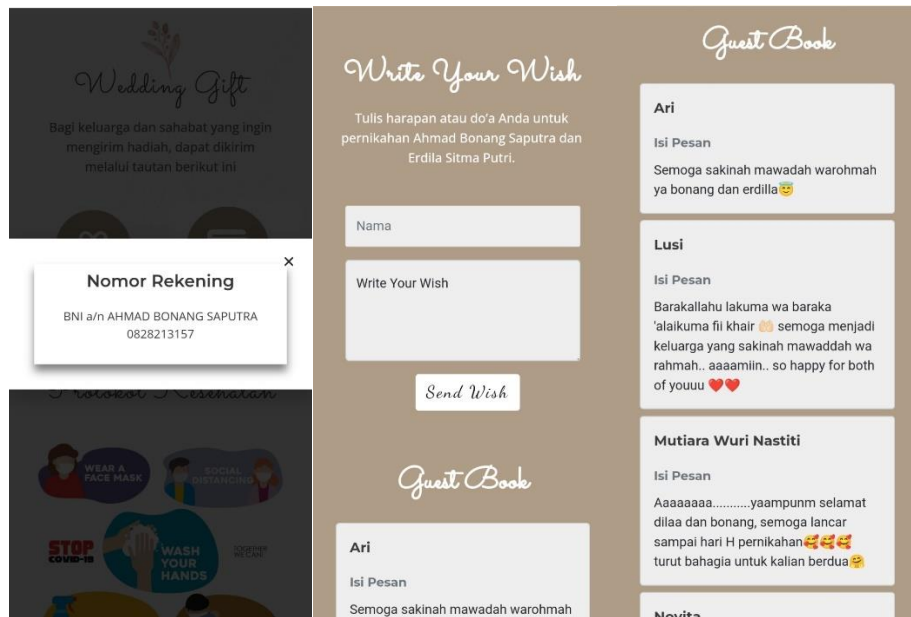 Wedding Gift
Bagi keluarga dan sahabat yang ingin
mengirim hadiah, dapat dikirim
melalui tautan berikut ini
Nomor Rekening
BNI a/n AHMAD BONANG SAPUTRA
0828213157
Protokol Kesehatan
WEAR A
FACE MASK
SOCIAL
DISTANCING
STOP
COVID-19
WASH
YOUR
HANDS
Write Your Wish
Tulis harapan atau do'a Anda untuk
pernikahan Ahmad Bonang Saputra dan
Erdila Sitma Putri.
Nama
Write Your Wish
Send Wish
Guest Book
Ari
Isi Pesan
Semoga sakinah mawadah warohmah
Guest Book
Ari
Isi Pesan
Semoga sakinah mawadah warohmah
ya bonang dan erdilla😇
Lusi
Isi Pesan
Barakallahu lakuma wa baraka
'alaikuma fii khair 🤲🏻 semoga menjadi
keluarga yang sakinah mawaddah wa
rahmah.. aaaamiin.. so happy for both
of youuu ❤️❤️
Mutiara Wuri Nastiti
Isi Pesan
Aaaaaaaa...........yaampunm selamat
dilaa dan bonang, semoga lancar
sampai hari H pernikahan🥰🥰🥰
turut bahagia untuk kalian berdua🤗
Novita